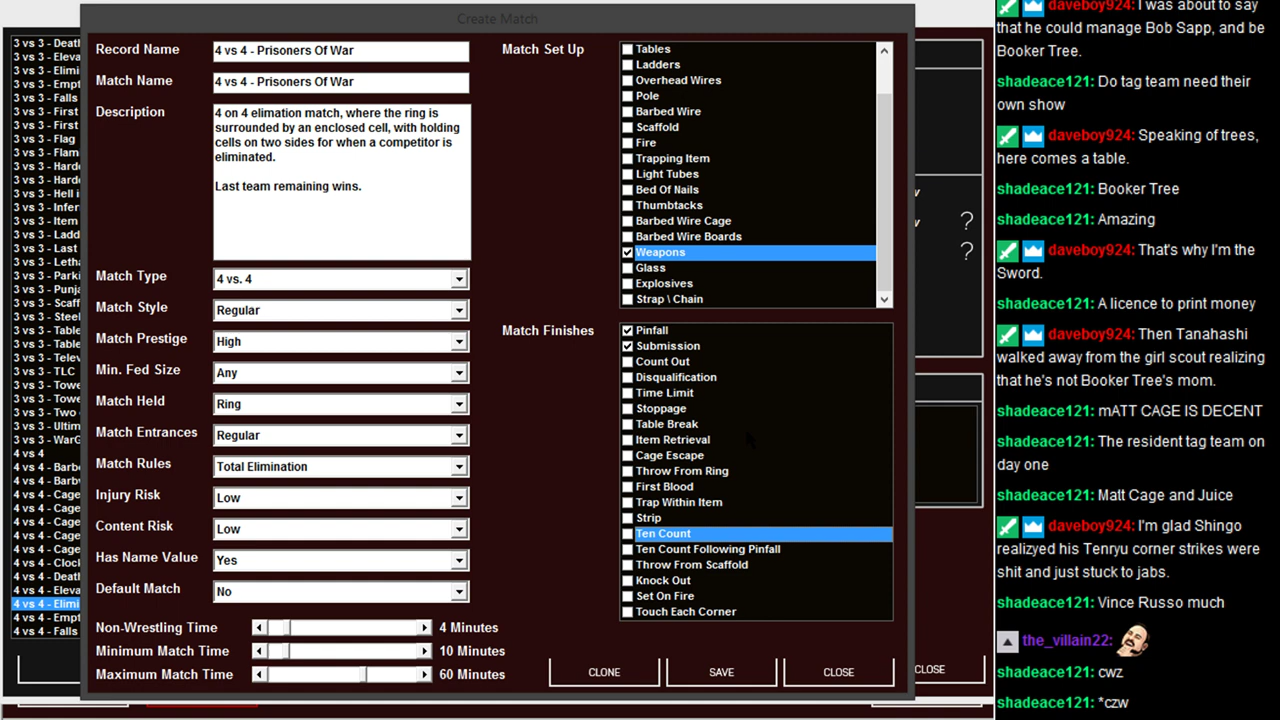 Create Match
3 vs 3 - Death
3 vs 3 - Eleva
3 vs 3 - Elimi
3 vs 3 - Empt
3 vs 3 - Falls
3 vs 3 - First
3 vs 3 - First
3 vs 3 - Flag
3 vs 3 - Flam
3 vs 3 - Hard
3 vs 3 - Hard
3 vs 3 - Hell i
3 vs 3 - Infer
3 vs 3 - Item
3 vs 3 - Ladd
3 vs 3 - Last
3 vs 3 - Letha
3 vs 3 - Parki
3 vs 3 - Punja
3 vs 3 - Scaff
3 vs 3 - Steel
3 vs 3 - Table
3 vs 3 - Table
3 vs 3 - Telev
3 vs 3 - TLC
3 vs 3 - Towe
3 vs 3 - Towe
3 vs 3 - Two
3 vs 3 - Ultim
3 vs 3 - WarG
4 vs 4
4 vs 4 - Barb
4 vs 4 - Barb
4 vs 4 - Cage
4 vs 4 - Cage
4 vs 4 - Cage
4 vs 4 - Cage
4 vs 4 - Cage
4 vs 4 - Clock
4 vs 4 - Death
4 vs 4 - Eleva
4 vs 4 - Elimi
4 vs 4 - Empt
4 vs 4 - Falls
Record Name
4 vs 4 - Prisoners Of War
Match Name
4 vs 4 - Prisoners Of War
Description
4 on 4 elimation match, where the ring is
surrounded by an enclosed cell, with holding
cells on two sides for when a competitor is
eliminated.
Last team remaining wins.
Match Type
4 vs. 4
Match Style
Regular
Match Prestige
High
Min. Fed Size
Any
Match Held
Ring
Match Entrances
Regular
Match Rules
Total Elimination
Injury Risk
Low
Content Risk
Low
Has Name Value
Yes
Default Match
No
Non-Wrestling Time
4 Minutes
Minimum Match Time
10 Minutes
Maximum Match Time
60 Minutes
Match Set Up
Tables
Ladders
Overhead Wires
Pole
Barbed Wire
Scaffold
Fire
Trapping Item
Light Tubes
Bed Of Nails
Thumbtacks
Barbed Wire Cage
Barbed Wire Boards
Weapons
Glass
Explosives
Strap \ Chain
Match Finishes
Pinfall
Submission
Count Out
Disqualification
Time Limit
Stoppage
Table Break
Item Retrieval
Cage Escape
Throw From Ring
First Blood
Trap Within Item
Strip
Ten Count
Ten Count Following Pinfall
Throw From Scaffold
Knock Out
Set On Fire
Touch Each Corner
CLONE
SAVE
CLOSE
CLOSE
?
?
daveboy924: I was about to say
that he could manage Bob Sapp, and be
Booker Tree.
shadeace121: Do tag team need their
own show
daveboy924: Speaking of trees,
here comes a table.
shadeace121: Booker Tree
shadeace121: Amazing
daveboy924: That's why I'm the
Sword.
shadeace121: A licence to print money
daveboy924: Then Tanahashi
walked away from the girl scout realizing
that he's not Booker Tree's mom.
shadeace121: mATT CAGE IS DECENT
shadeace121: The resident tag team on
day one
shadeace121: Matt Cage and Juice
daveboy924: I'm glad Shingo
realizyed his Tenryu corner strikes were
shit and just stuck to jabs.
shadeace121: Vince Russo much
the_villain22:
shadeace121: cwz
shadeace121: *czw